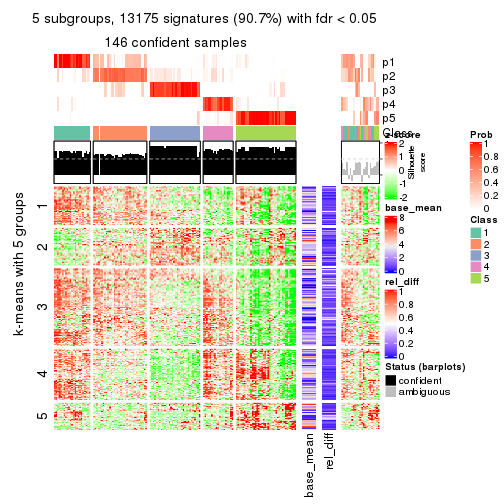 5 subgroups, 13175 signatures (90.7%) with fdr < 0.05
146 confident samples
p1
p2
p3
p4
p5
Class
Silhouette
score
1
2
3
4
5
k-means with 5 groups
base_mean
rel_diff
z-score
2
1
0
-1
-2
base_mean
8
6
4
2
0
rel_diff
1
0.8
0.6
0.4
0.2
0
Status (barplots)
confident
ambiguous
Prob
1
0.8
0.6
0.4
0.2
0
Class
1
2
3
4
5